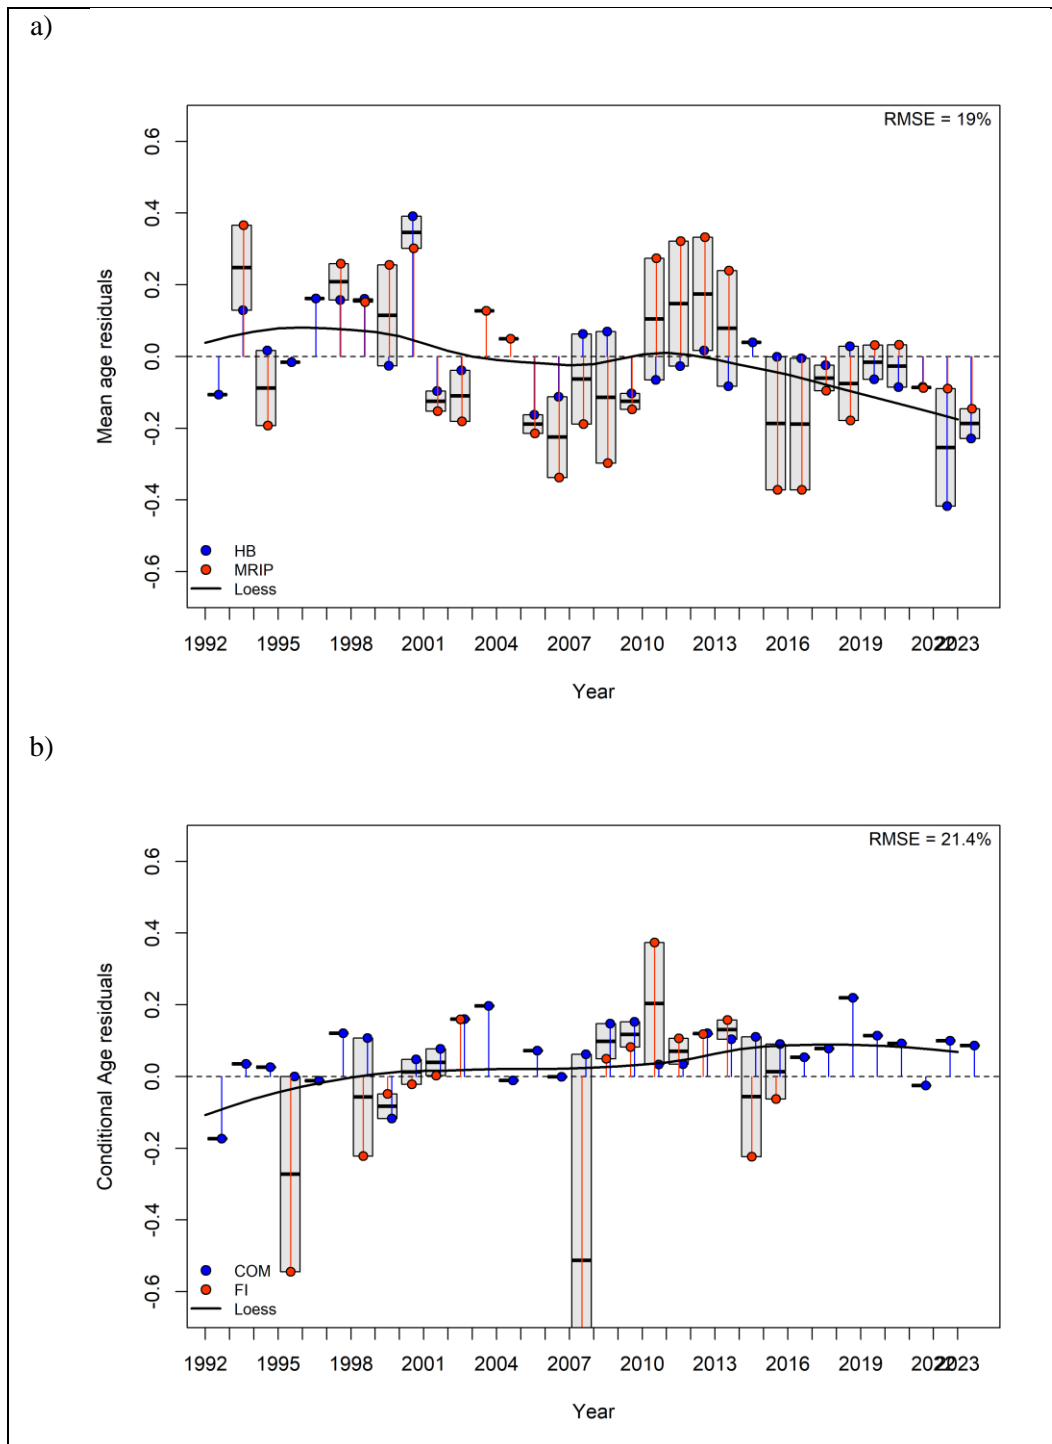 a)
RMSE = 19%
Mean age residuals
0.6
0.4
0.2
0.0
-0.2
-0.4
-0.6
HB
MRIP
Loess
1992 1995 1998 2001 2004 2007 2010 2013 2016 2019 2022 2023
Year
b)
RMSE = 21.4%
Conditional Age residuals
0.6
0.4
0.2
0.0
-0.2
-0.4
-0.6
COM
FI
Loess
1992 1995 1998 2001 2004 2007 2010 2013 2016 2019 2022 2023
Year